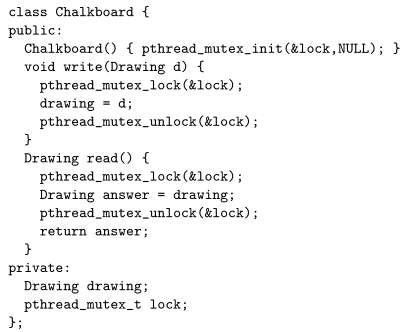 class Chalkboard {
public:
  Chalkboard() { pthread_mutex_init(&lock,NULL); }
  void write(Drawing d) {
    pthread_mutex_lock(&lock);
    drawing = d;
    pthread_mutex_unlock(&lock);
  }
  Drawing read() {
    pthread_mutex_lock(&lock);
    Drawing answer = drawing;
    pthread_mutex_unlock(&lock);
    return answer;
  }
private:
  Drawing drawing;
  pthread_mutex_t lock;
};